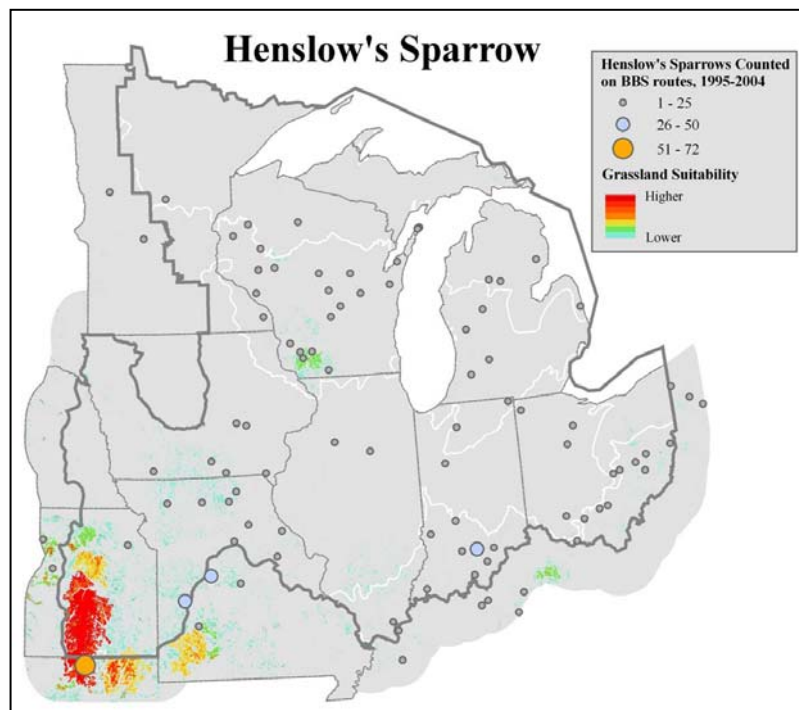 Henslow's Sparrow
Henslow's Sparrows Counted
on BBS routes, 1995-2004
1 - 25
26 - 50
51 - 72
Grassland Suitability
Higher
Lower